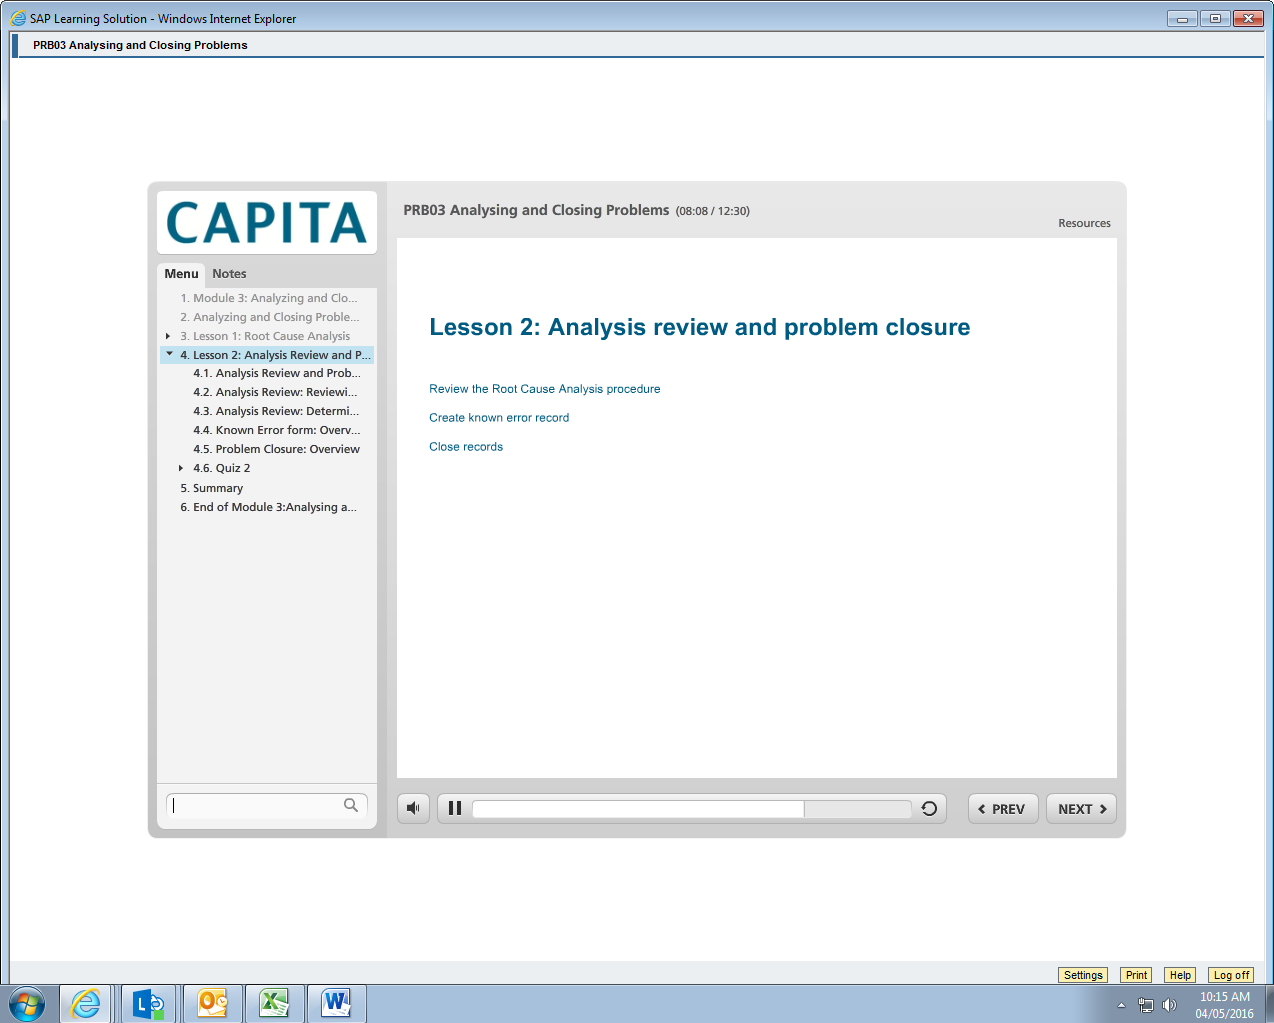 SAP Learning Solution - Windows Internet Explorer
PRB03 Analysing and Closing Problems
CAPITA
PRB03 Analysing and Closing Problems (08:08 / 12:30)
Resources
Menu Notes
1. Module 3: Analyzing and Clo...
2. Analyzing and Closing Proble...
3. Lesson 1: Root Cause Analysis
4. Lesson 2: Analysis Review and P...
4.1. Analysis Review and Prob...
4.2. Analysis Review: Reviewi...
4.3. Analysis Review: Determi...
4.4. Known Error form: Overv...
4.5. Problem Closure: Overview
4.6. Quiz 2
5. Summary
6. End of Module 3:Analysing a...
Lesson 2: Analysis review and problem closure
Review the Root Cause Analysis procedure
Create known error record
Close records
PREV NEXT
Settings Print Help Log off
10:15 AM
04/05/2016